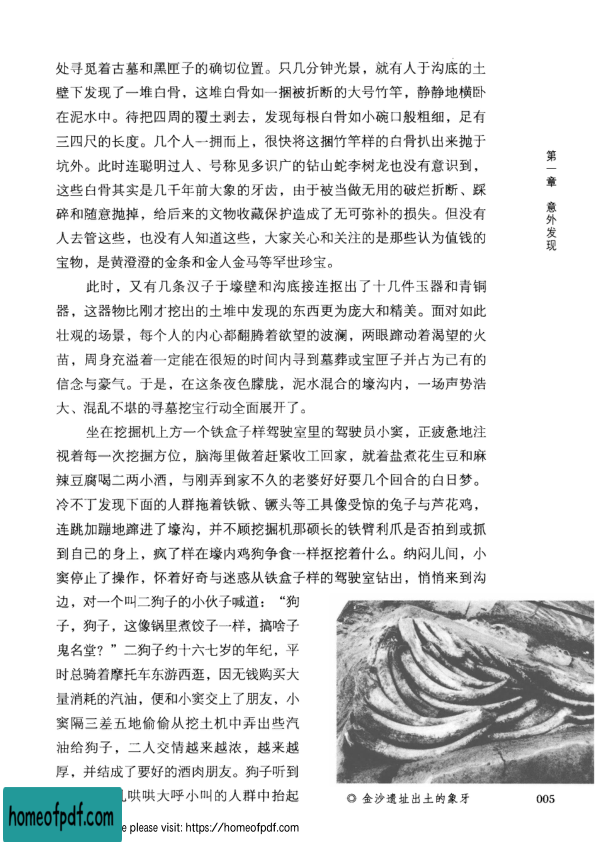 处寻觅着古墓和黑匣子的确切位置。只几分钟光景，就有人于沟底的土
壁下发现了一堆白骨，这堆白骨如一捆被折断的大号竹竿，静静地横卧
在泥水中。待把四周的覆土剥去，发现每根白骨如小碗口般粗细，足有
三四尺的长度。几个人一拥而上，很快将这捆竹竿样的白骨扒出来抛于
坑外。此时连聪明过人、号称见多识广的钻山蛇李树龙也没有意识到，
这些白骨其实是几千年前大象的牙齿，由于被当做无用的破烂折断、踩
碎和随意抛掉，给后来的文物收藏保护造成了无可弥补的损失。但没有
人去管这些，也没有人知道这些，大家关心和关注的是那些认为值钱的
宝物，是黄澄澄的金条和金人金马等罕世珍宝。
此时，又有几条汉子于壕壁和沟底接连抠出了十几件玉器和青铜
器，这器物比刚才挖出的土堆中发现的东西更为庞大和精美。面对如此
壮观的场景，每个人的内心都翻腾着欲望的波澜，两眼蹿动着渴望的火
苗，周身充溢着一定能在很短的时间内寻到墓葬或宝匣子并占为己有的
信念与豪气。于是，在这条夜色朦胧，泥水混合的壕沟内，一场声势浩
大、混乱不堪的寻墓挖宝行动全面展开了。
坐在挖掘机上方一个铁盒子样驾驶室里的驾驶员小窦，正疲惫地注
视着每一次挖掘方位，脑海里做着赶紧收工回家，就着盐煮花生豆和麻
辣豆腐喝二两小酒，与刚弄到家不久的老婆好好耍几个回合的白日梦。
冷不丁发现下面的人群拖着铁锨、镢头等工具像受惊的兔子与芦花鸡，
连跳加蹦地蹿进了壕沟，并不顾挖掘机那硕长的铁臂利爪是否拍到或抓
到自己的身上，疯了样在壕内鸡狗争食一样抠挖着什么。纳闷儿间，小
窦停止了操作，怀着好奇与迷惑从铁盒子样的驾驶室钻出，悄悄来到沟
边，对一个叫二狗子的小伙子喊道：“狗
子，狗子，这像锅里煮饺子一样，搞啥子
鬼名堂？”二狗子约十六七岁的年纪，平
时总骑着摩托车东游西逛，因无钱购买大
量消耗的汽油，便和小窦交上了朋友，小
窦隔三差五地偷偷从挖土机中弄出些汽
油给狗子，二人交情越来越浓，越来越
厚，并结成了要好的酒肉朋友。狗子听到
哄哄大呼小叫的人群中抬起
第一章 意外发现
◎ 金沙遗址出土的象牙
005
homeofpdf.com
e please visit: https://homeofpdf.com